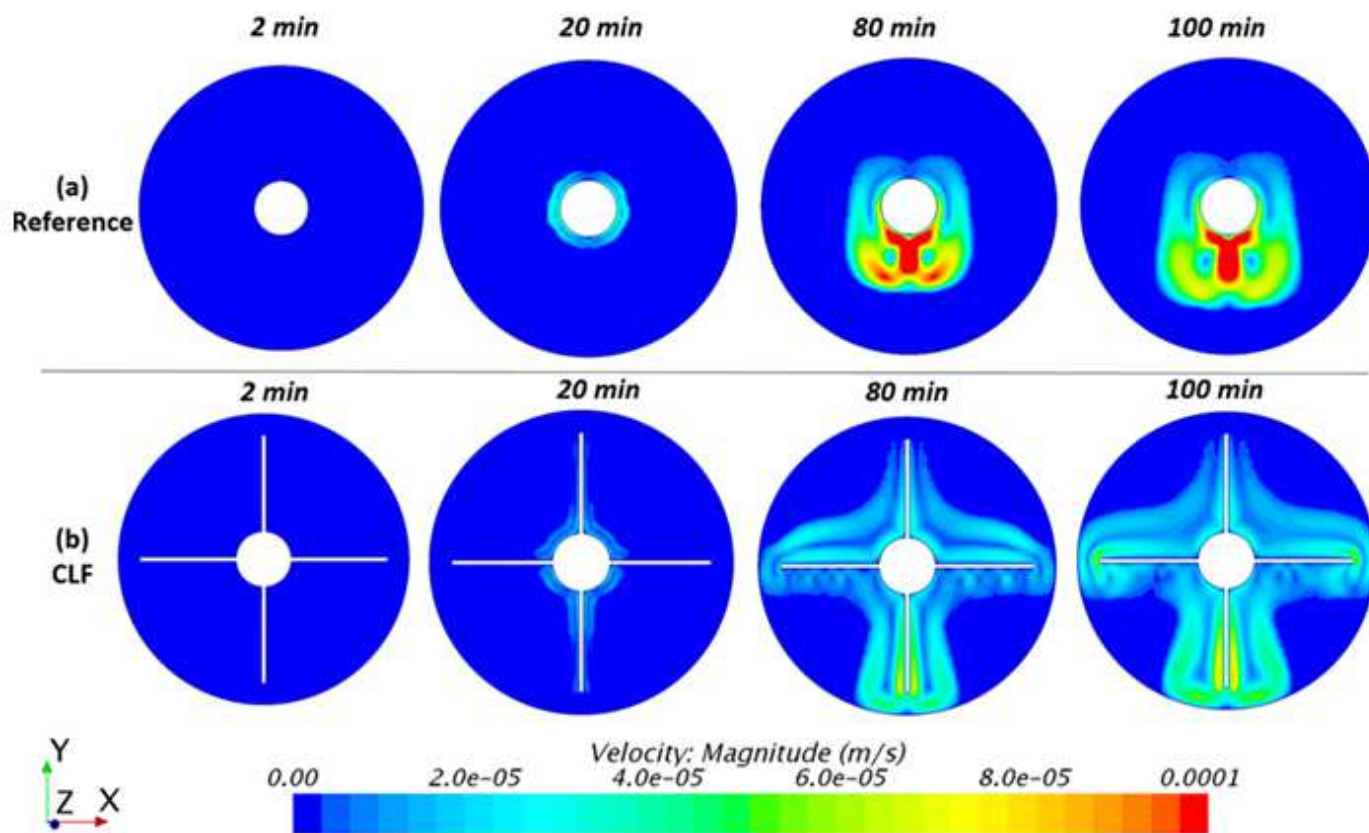 2 min 20 min 80 min 100 min
(a)
Reference
2 min 20 min 80 min 100 min
(b)
CLF
Velocity: Magnitude (m/s)
0.00 2.0e-05 4.0e-05 6.0e-05 8.0e-05 0.0001
Y
Z X